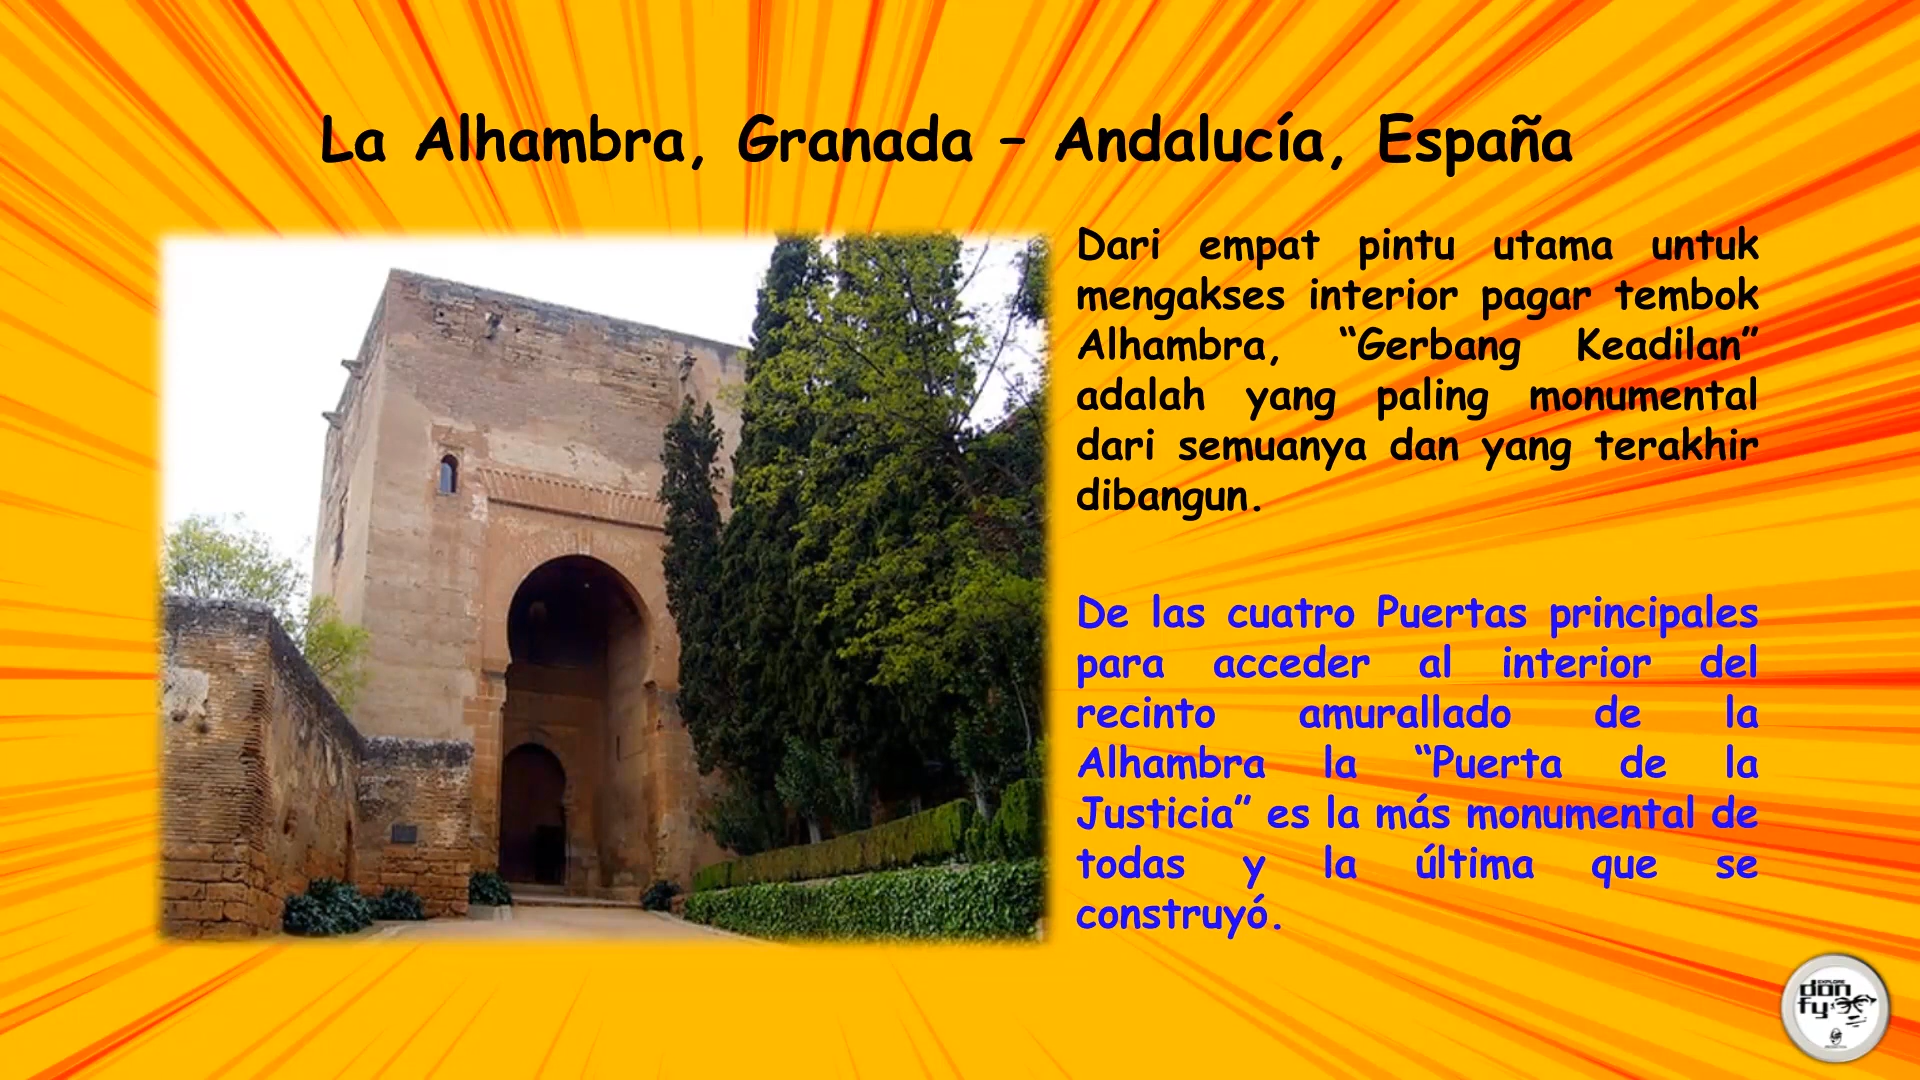 La Alhambra, Granada – Andalucía, España
Dari empat pintu utama untuk
mengakses interior pagar tembok
Alhambra, “Gerbang Keadilan”
adalah yang paling monumental
dari semuanya dan yang terakhir
dibangun.
De las cuatro Puertas principales
para acceder al interior del
recinto amurallado de la
Alhambra la “Puerta de la
Justicia” es la más monumental de
todas y la última que se
construyó.
don
fy